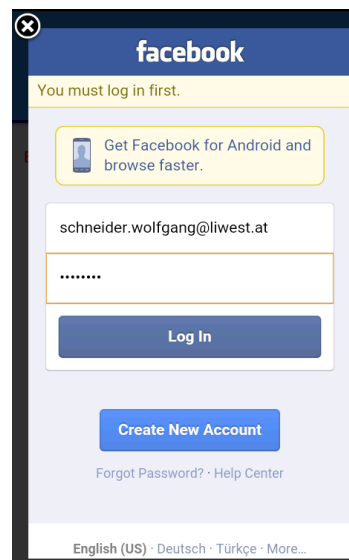 facebook
You must log in first.
Get Facebook for Android and
browse faster.
schneider.wolfgang@liwest.at
••••••••
Log In
Create New Account
Forgot Password? · Help Center
English (US) · Deutsch · Türkçe · More...